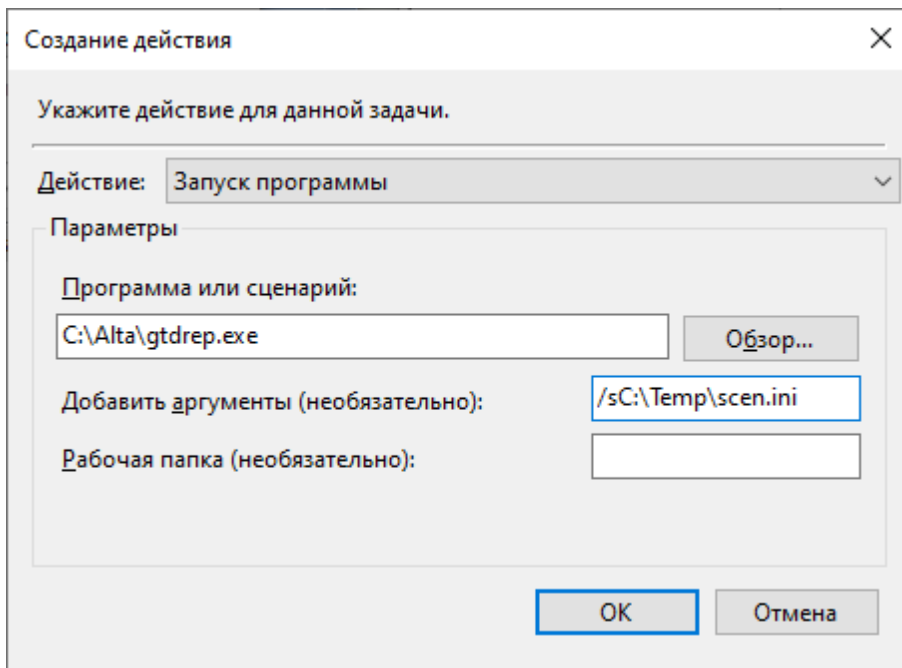 Создание действия
Укажите действие для данной задачи.
Действие: Запуск программы
Параметры
Программа или сценарий:
C:\Alta\gtdrep.exe Обзор...
Добавить аргументы (необязательно): /sC:\Temp\scen.ini
Рабочая папка (необязательно):
ОК Отмена